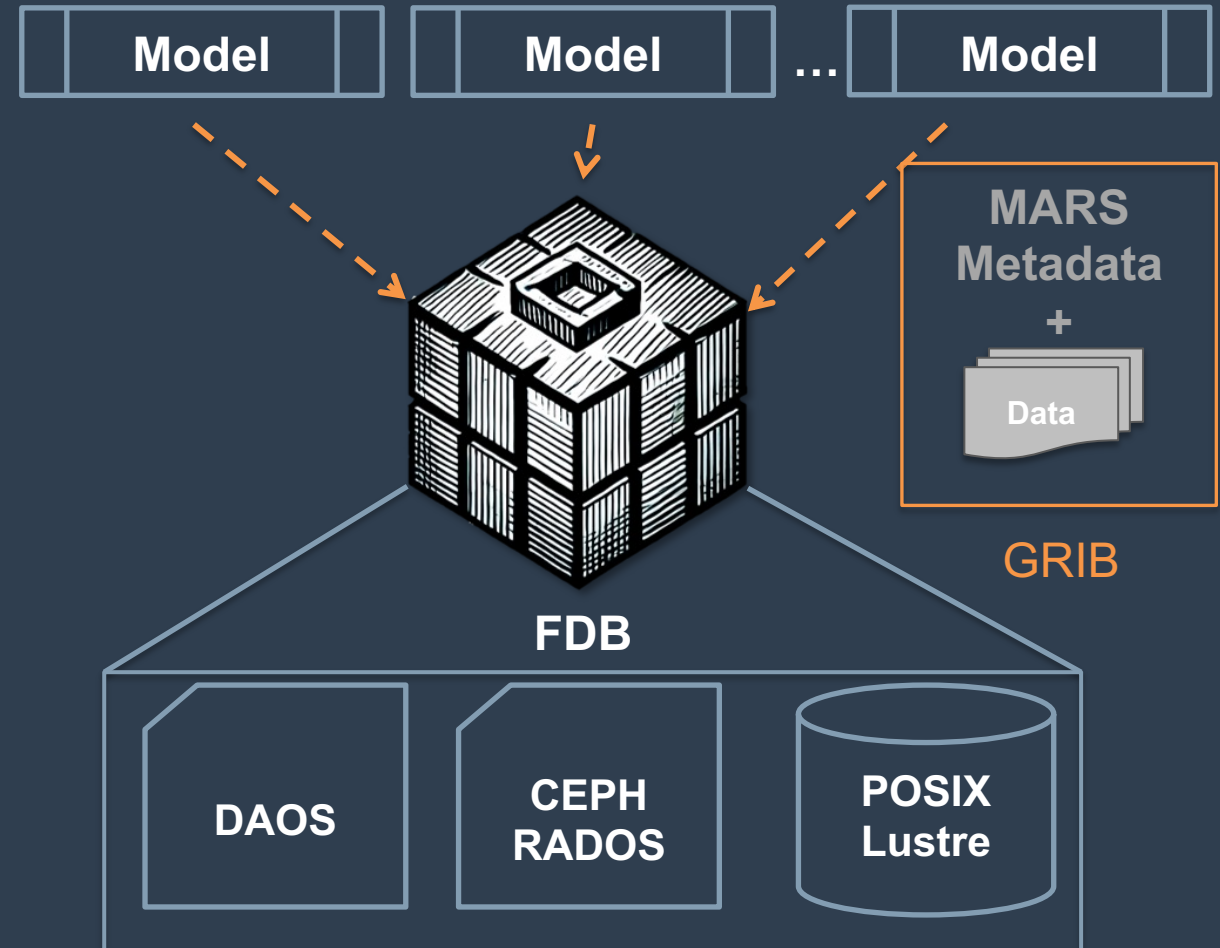 Model
Model
...
Model
MARS
Metadata
+
Data
GRIB
FDB
DAOS
CEPH
RADOS
POSIX
Lustre